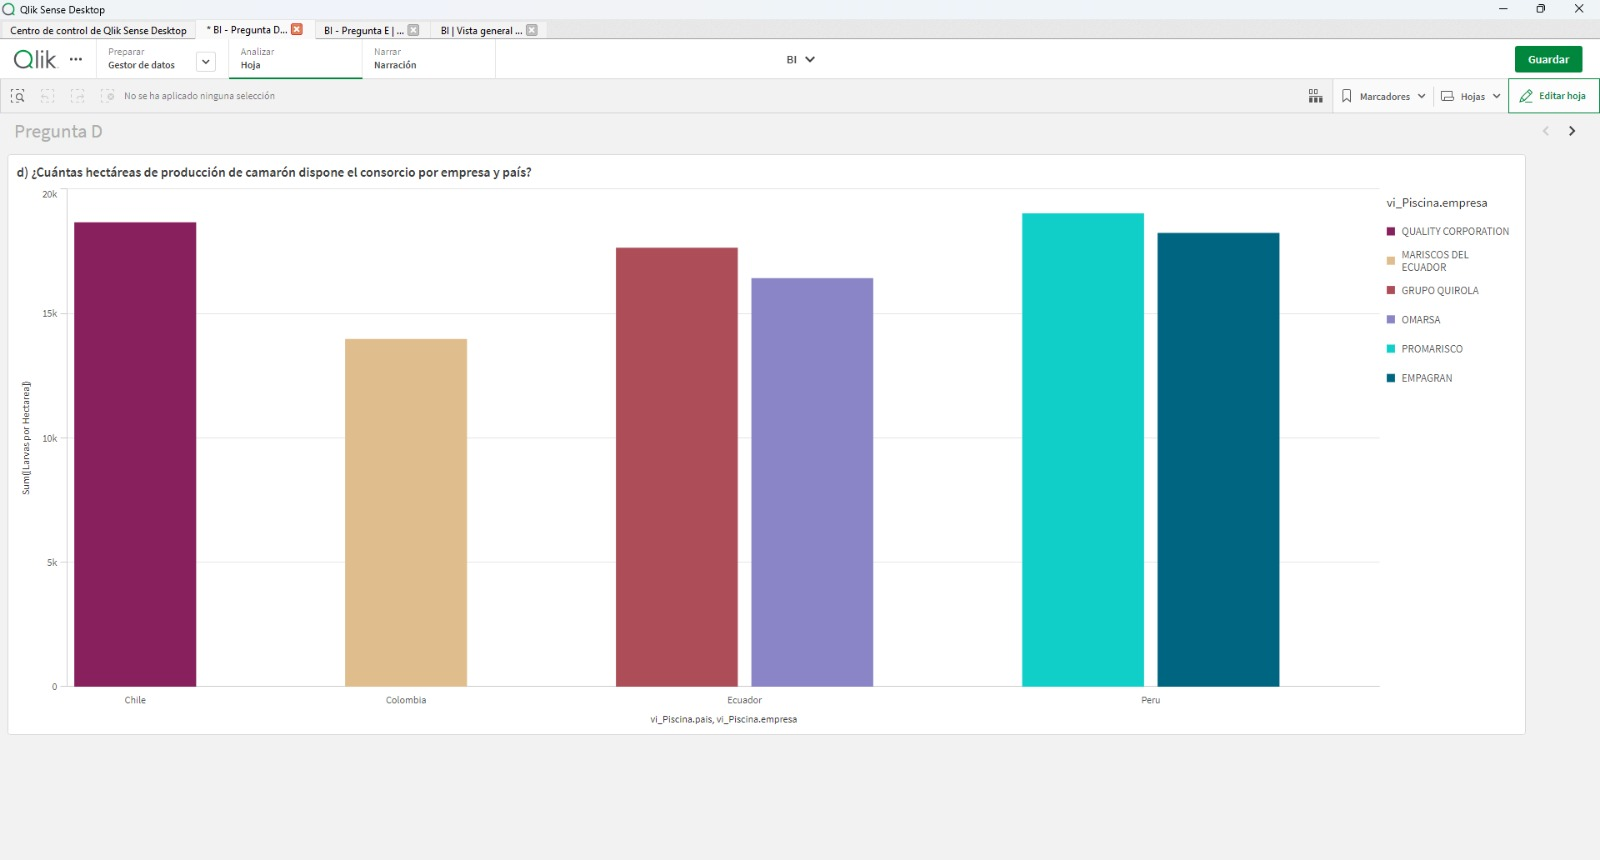 Qlik Sense Desktop
Centro de control de Qlik Sense Desktop
* BI - Pregunta D...
BI - Pregunta E | ...
BI | Vista general ...
Qlik
Preparar
Gestor de datos
Analizar
Hoja
Narrar
Narración
BI
Guardar
No se ha aplicado ninguna selección
Marcadores
Hojas
Editar hoja
Pregunta D
d) ¿Cuántas hectáreas de producción de camarón dispone el consorcio por empresa y país?
20k
15k
10k
5k
0
Sum([Larvas por Hectarea])
Chile
Colombia
Ecuador
Peru
vi_Piscina.pais, vi_Piscina.empresa
vi_Piscina.empresa
QUALITY CORPORATION
MARISCOS DEL
ECUADOR
GRUPO QUIROLA
OMARSA
PROMARISCO
EMPAGRAN